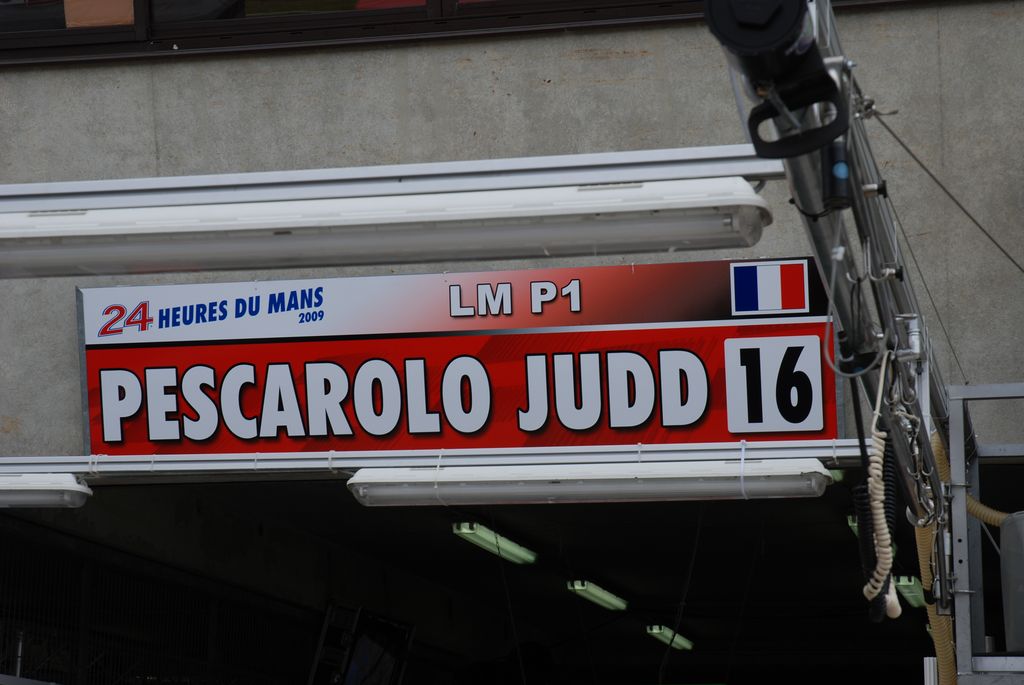 24 HEURES DU MANS
2009
LM P1
PESCAROLO JUDD 16